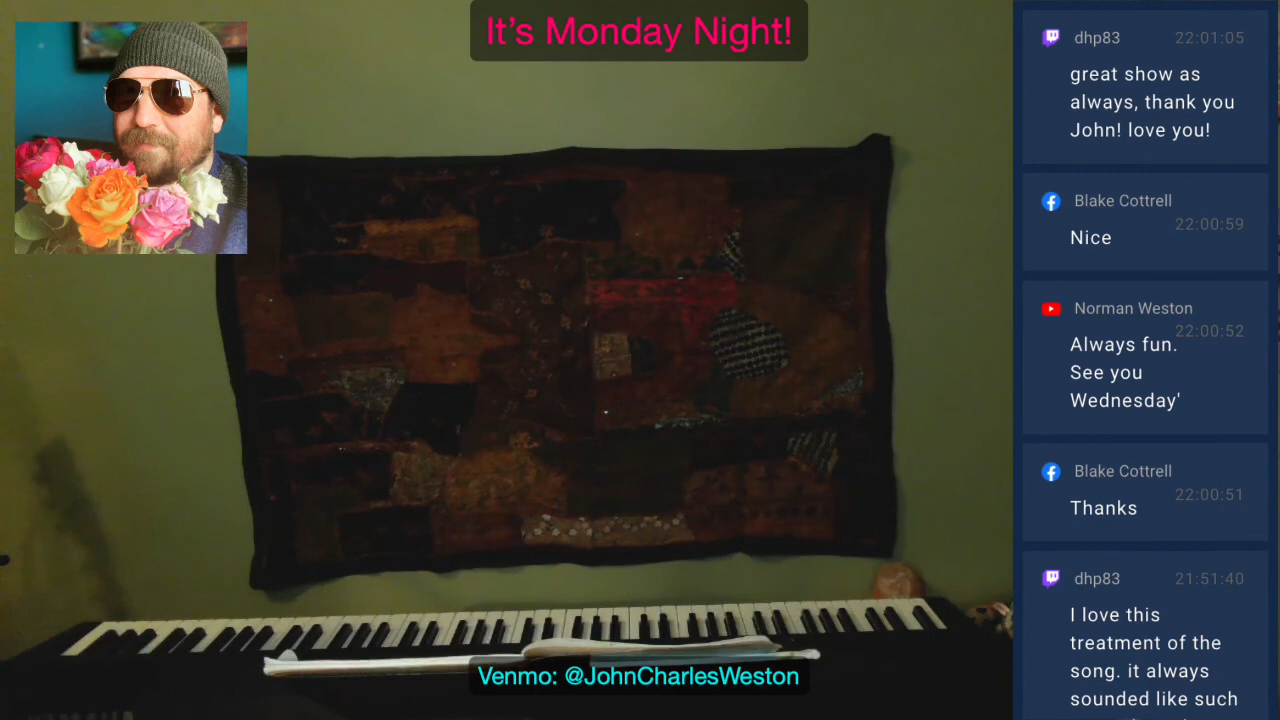 It's Monday Night!
dhp83 22:01:05
great show as
always, thank you
John! love you!
Blake Cottrell
22:00:59
Nice
Norman Weston
22:00:52
Always fun.
See you
Wednesday'
Blake Cottrell
22:00:51
Thanks
dhp83 21:51:40
I love this
treatment of the
song. it always
sounded like such
Venmo: @JohnCharlesWeston